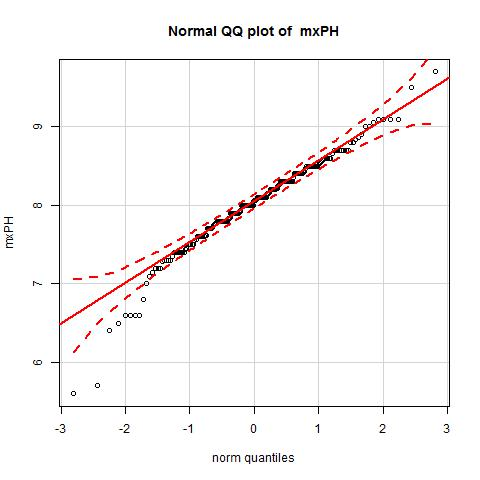 Normal QQ plot of  mxPH
mxPH
9
8
7
6
-3 -2 -1 0 1 2 3
norm quantiles